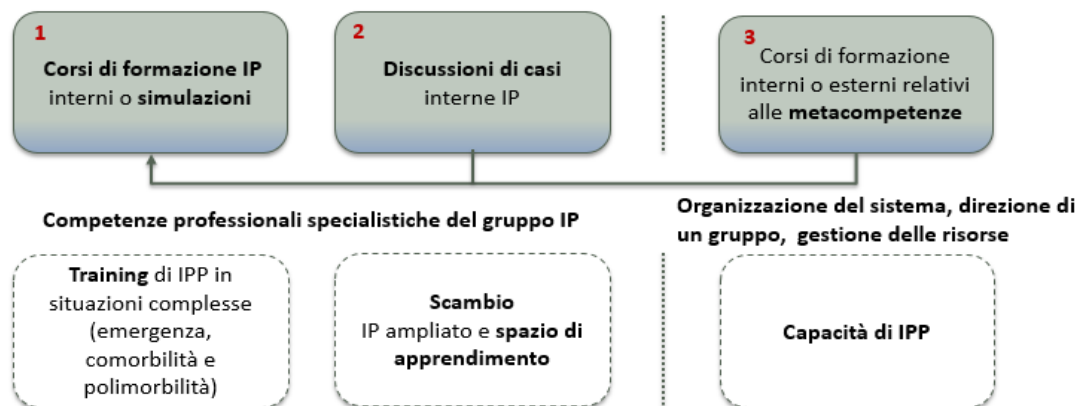 1
Corsi di formazione IP
interni o simulazioni
2
Discussioni di casi
interne IP
3
Corsi di formazione
interni o esterni relativi
alle metacompetenze
Competenze professionali specialistiche del gruppo IP
Organizzazione del sistema, direzione di
un gruppo, gestione delle risorse
Training di IPP in
situazioni complesse
(emergenza,
comorbilità e
polimorbilità)
Scambio
IP ampliato e spazio di
apprendimento
Capacità di IPP